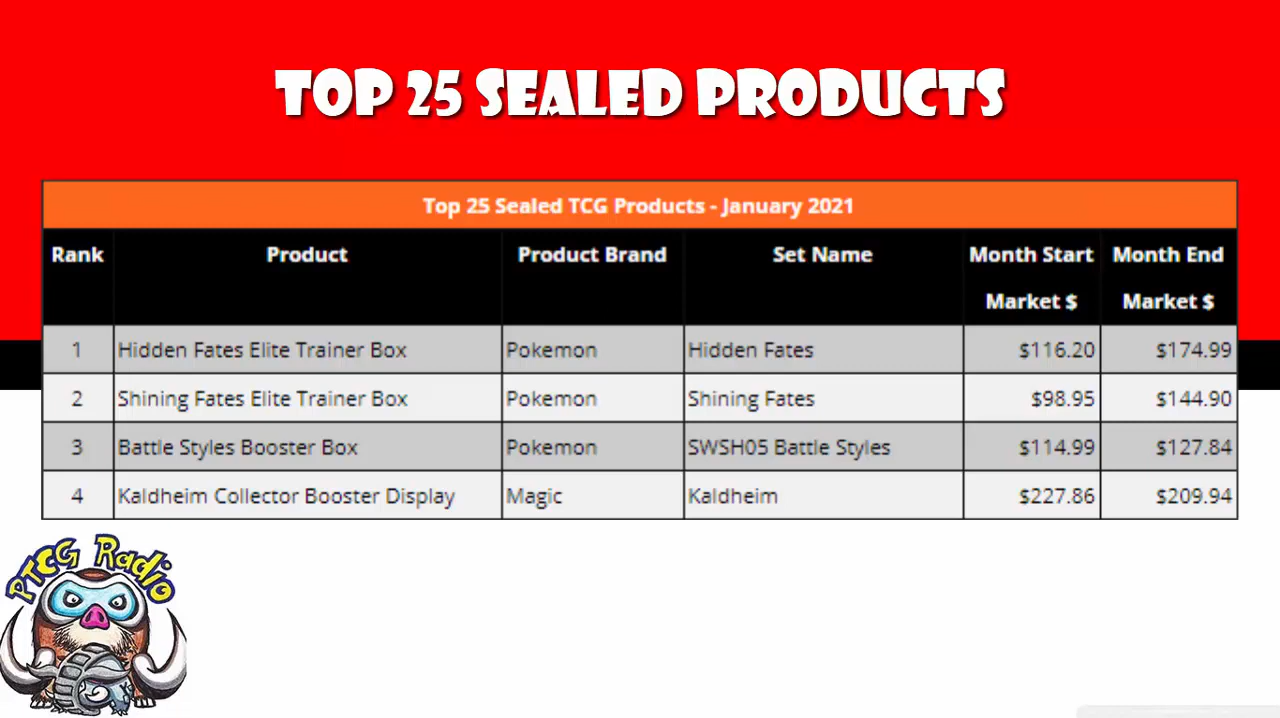 TOP 25 SEALED PRODUCTS
Top 25 Sealed TCG Products - January 2021
Rank Product Product Brand Set Name Month Start Market $ Month End Market $
1 Hidden Fates Elite Trainer Box Pokemon Hidden Fates $116.20 $174.99
2 Shining Fates Elite Trainer Box Pokemon Shining Fates $98.95 $144.90
3 Battle Styles Booster Box Pokemon SWSH05 Battle Styles $114.99 $127.84
4 Kaldheim Collector Booster Display Magic Kaldheim $227.86 $209.94
PTCG Radio